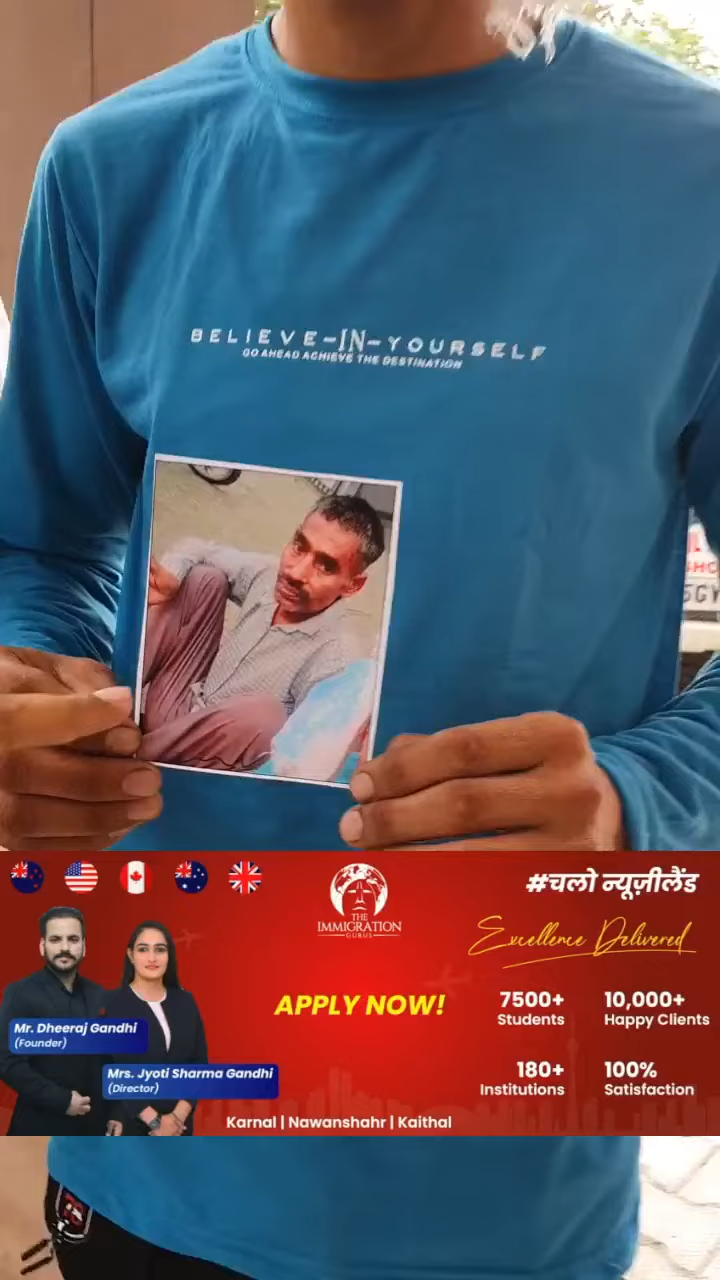 BELIEVE-IN-YOURSELF
GO AHEAD ACHIEVE THE DESTINATION
THE
IMMIGRATION
GURUS
#चलो न्यूज़ीलैंड
Excellence Delivered
APPLY NOW!
7500+
Students
10,000+
Happy Clients
180+
Institutions
100%
Satisfaction
Mr. Dheeraj Gandhi
(Founder)
Mrs. Jyoti Sharma Gandhi
(Director)
Karnal | Nawanshahr | Kaithal